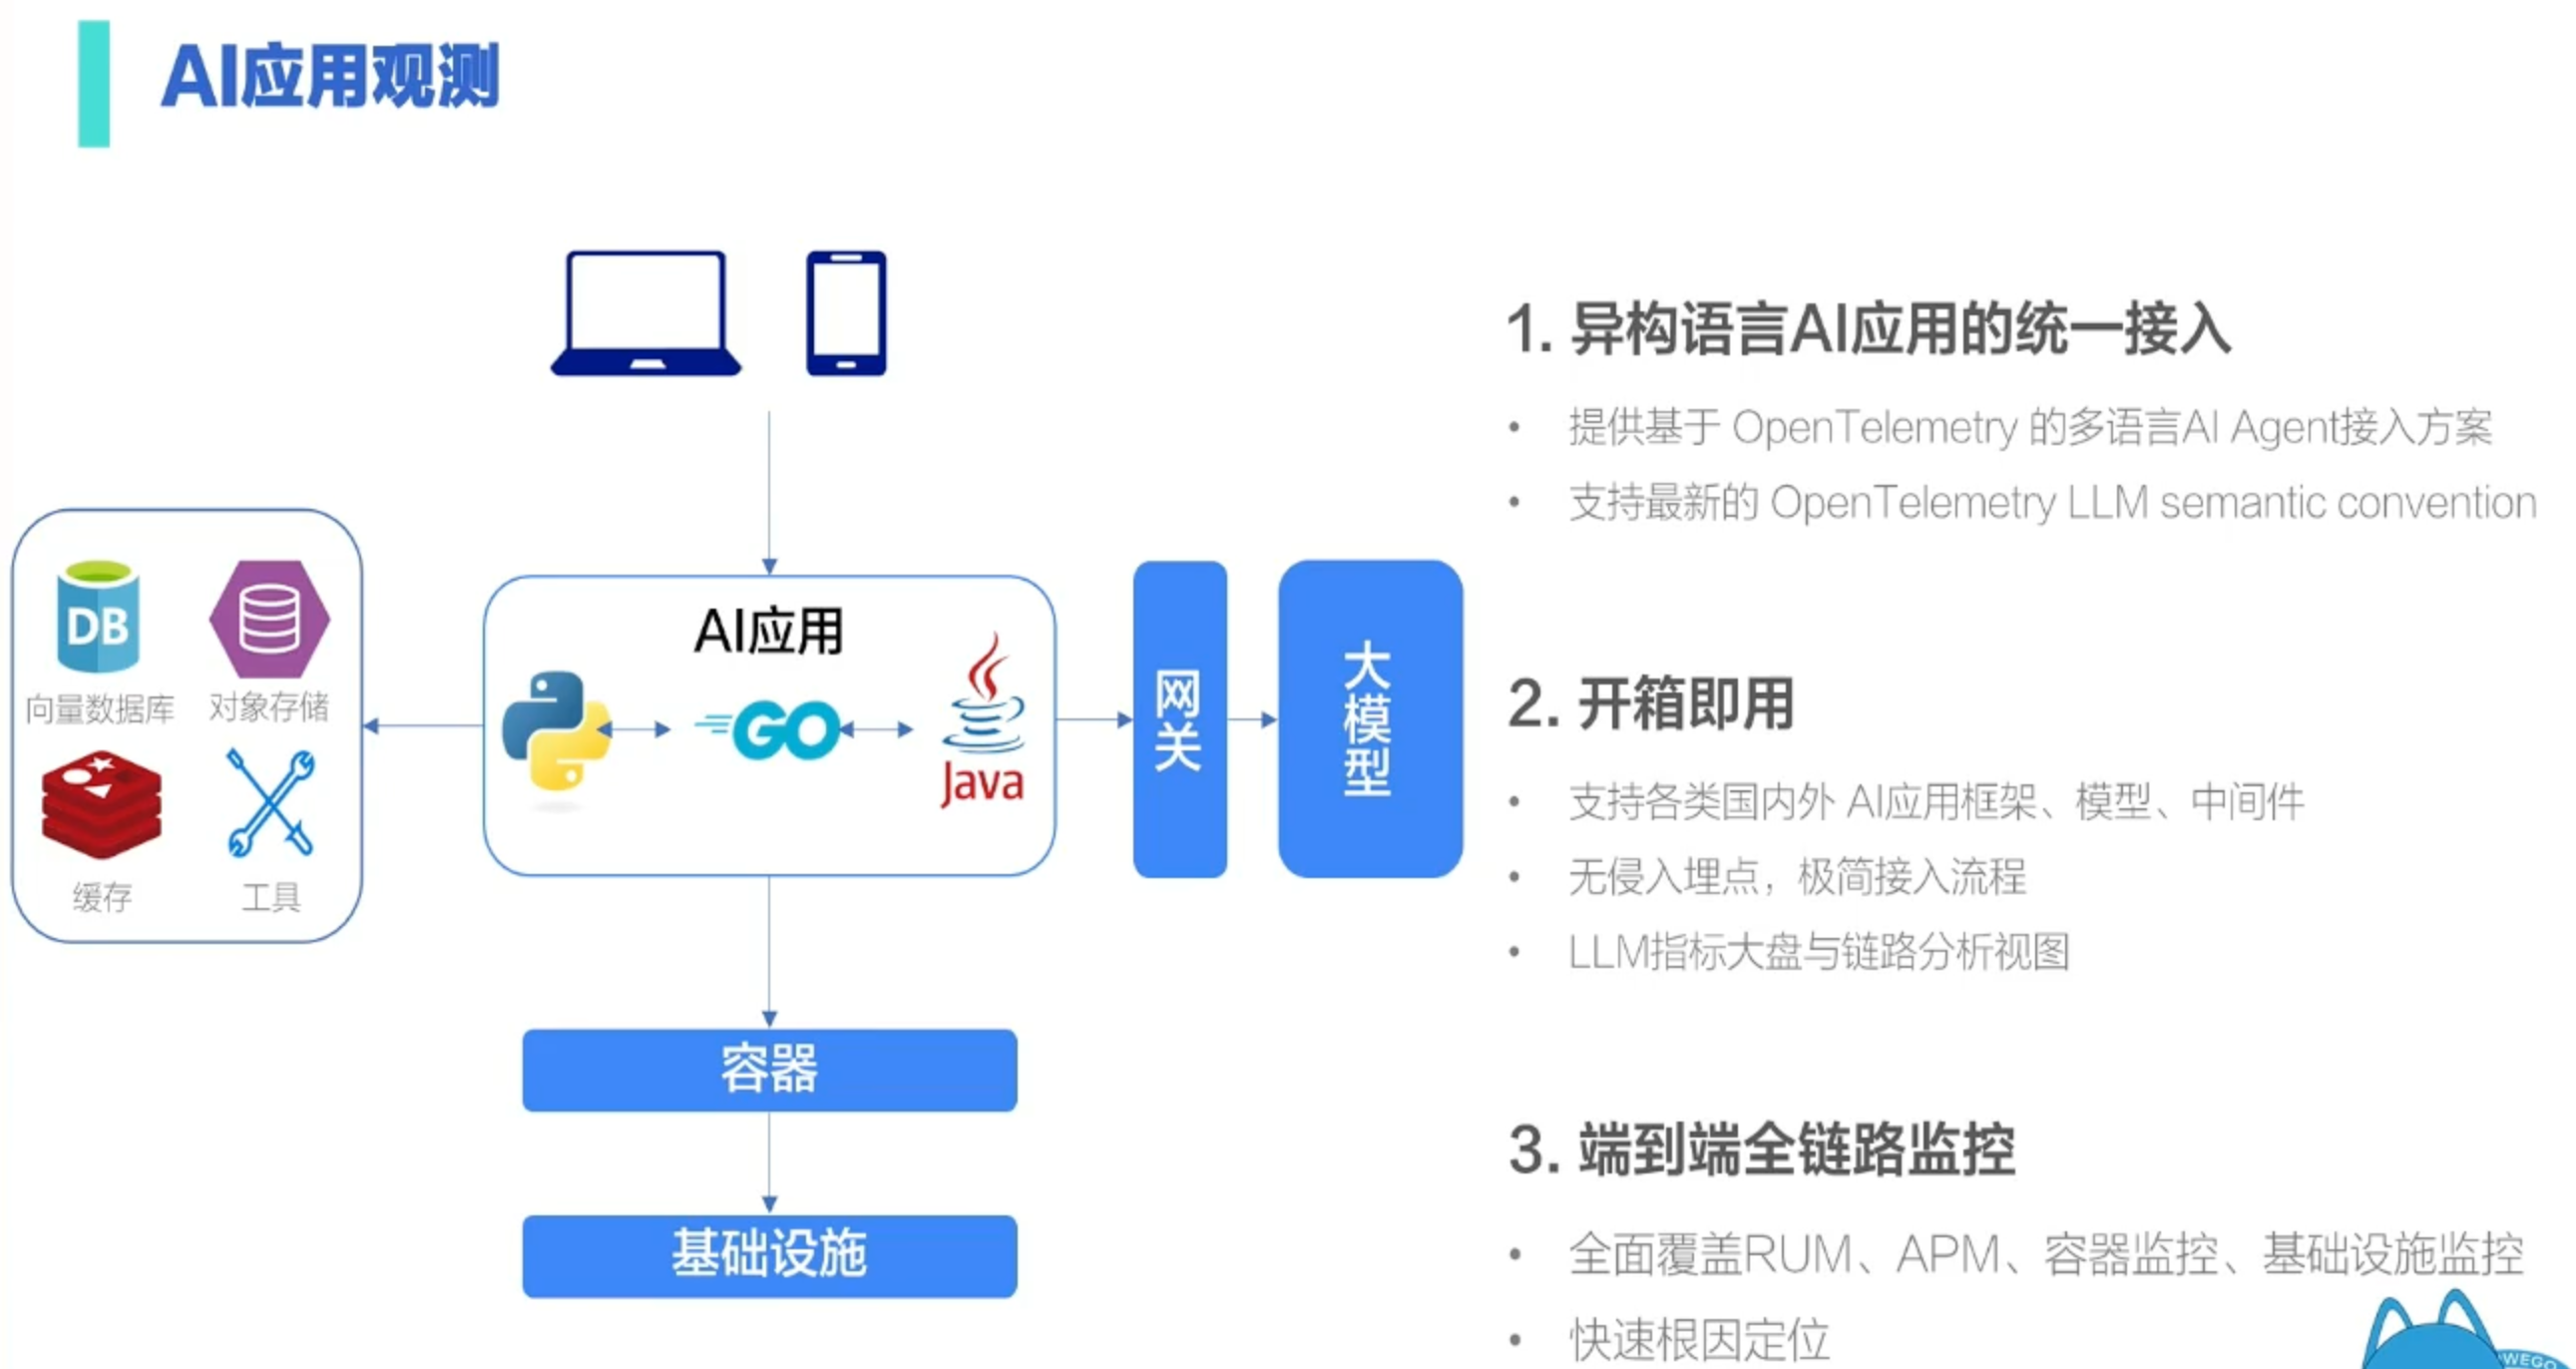 AI应用观测
AI应用
DB
向量数据库
对象存储
缓存
工具
GO
Java
网关
大模型
容器
基础设施
1. 异构语言AI应用的统一接入
• 提供基于 OpenTelemetry 的多语言AI Agent接入方案
• 支持最新的 OpenTelemetry LLM semantic convention
2. 开箱即用
• 支持各类国内外 AI应用框架、模型、中间件
• 无侵入埋点，极简接入流程
• LLM指标大盘与链路分析视图
3. 端到端全链路监控
• 全面覆盖RUM、APM、容器监控、基础设施监控
• 快速根因定位